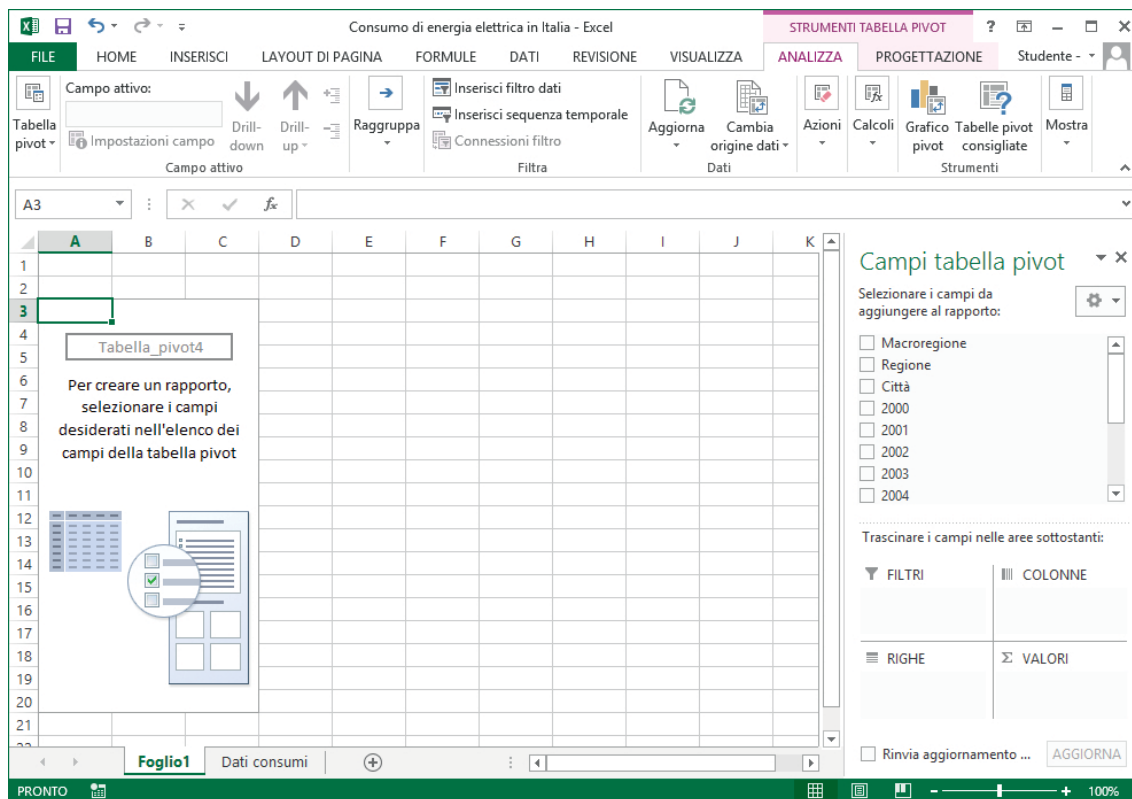 Consumo di energia elettrica in Italia - Excel
STRUMENTI TABELLA PIVOT
?
FILE HOME INSERISCI LAYOUT DI PAGINA FORMULE DATI REVISIONE VISUALIZZA ANALIZZA PROGETTAZIONE Studente -
Tabella pivot
Campo attivo:
Impostazioni campo
Drill-down
Drill-up
Campo attivo
Raggruppa
Inserisci filtro dati
Inserisci sequenza temporale
Connessioni filtro
Filtra
Aggiorna
Cambia origine dati
Dati
Azioni
Calcoli
Grafico pivot
Tabelle pivot consigliate
Strumenti
Mostra
A3
fx
A B C D E F G H I J K
1
2
3
4
5
6
7
8
9
10
11
12
13
14
15
16
17
18
19
20
21
22
Tabella_pivot4
Per creare un rapporto,
selezionare i campi
desiderati nell'elenco dei
campi della tabella pivot
Campi tabella pivot
Selezionare i campi da
aggiungere al rapporto:
Macroregione
Regione
Città
2000
2001
2002
2003
2004
Trascinare i campi nelle aree sottostanti:
FILTRI
COLONNE
RIGHE
Σ VALORI
Rinvia aggiornamento ...
AGGIORNA
Foglio1 Dati consumi
PRONTO
100%